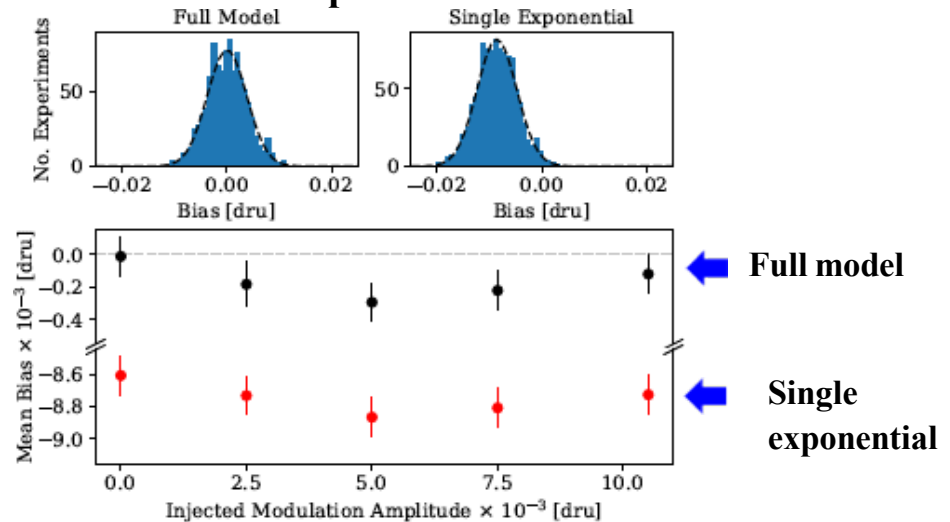 Full Model
Single Exponential
No. Experiments
50
0
−0.02
0.00
0.02
Bias [dru]
50
0
−0.02
0.00
0.02
Bias [dru]
Mean Bias × 10⁻³ [dru]
0.0
−0.2
−0.4
−8.6
−8.8
−9.0
0.0
2.5
5.0
7.5
10.0
Injected Modulation Amplitude × 10⁻³ [dru]
Full model
Single
exponential